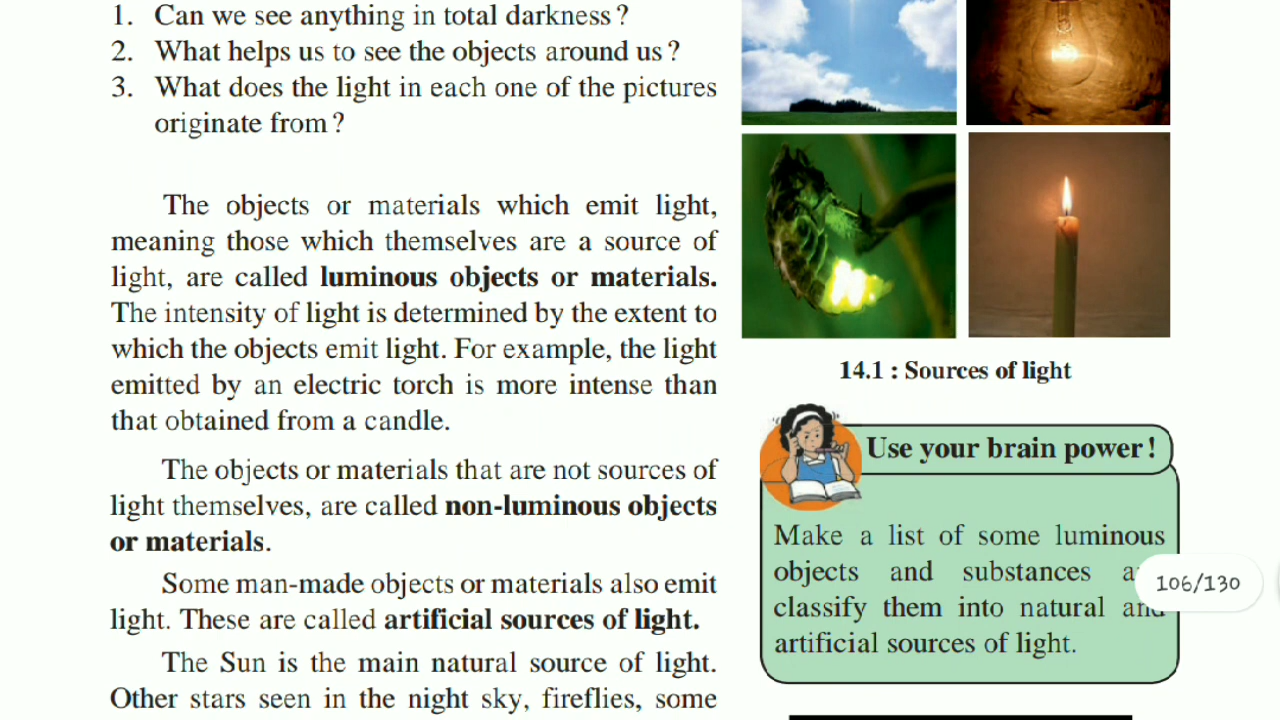 1. Can we see anything in total darkness ?
2. What helps us to see the objects around us ?
3. What does the light in each one of the pictures
originate from ?
The objects or materials which emit light,
meaning those which themselves are a source of
light, are called luminous objects or materials.
The intensity of light is determined by the extent to
which the objects emit light. For example, the light
emitted by an electric torch is more intense than
that obtained from a candle.
The objects or materials that are not sources of
light themselves, are called non-luminous objects
or materials.
Some man-made objects or materials also emit
light. These are called artificial sources of light.
The Sun is the main natural source of light.
Other stars seen in the night sky, fireflies, some
14.1 : Sources of light
Use your brain power !
Make a list of some luminous
objects and substances
classify them into natural and
artificial sources of light.
106/130